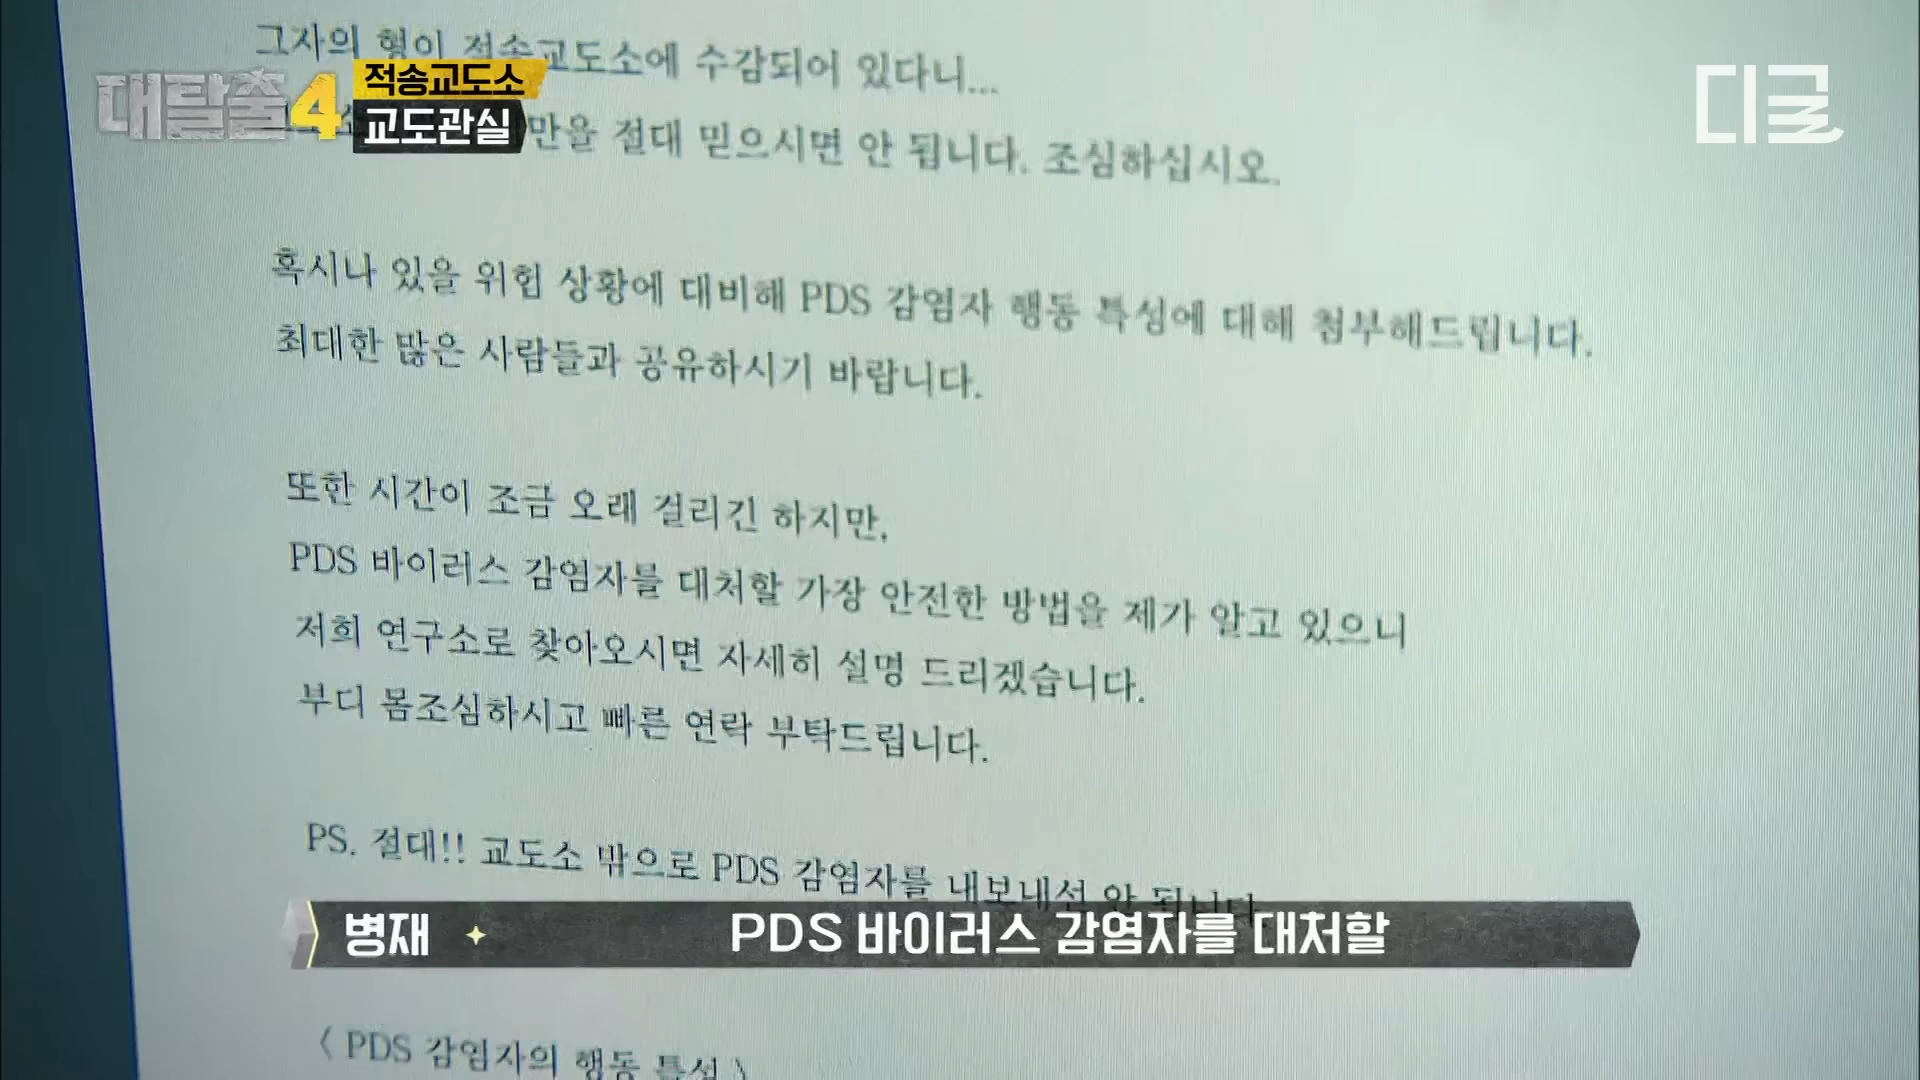 그자의 형이 적송교도소에 수감되어 있다니...
만을 절대 믿으시면 안 됩니다. 조심하십시오.
대탈출4
적송교도소
교도관실
디글
혹시나 있을 위험 상황에 대비해 PDS 감염자 행동 특성에 대해 첨부해드립니다.
최대한 많은 사람들과 공유하시기 바랍니다.
또한 시간이 조금 오래 걸리긴 하지만,
PDS 바이러스 감염자를 대처할 가장 안전한 방법을 제가 알고 있으니
저희 연구소로 찾아오시면 자세히 설명 드리겠습니다.
부디 몸조심하시고 빠른 연락 부탁드립니다.
PS. 절대!! 교도소 밖으로 PDS 감염자를 내보내선 안 됩니다.
병재
PDS 바이러스 감염자를 대처할
< PDS 감염자의 행동 특성 >